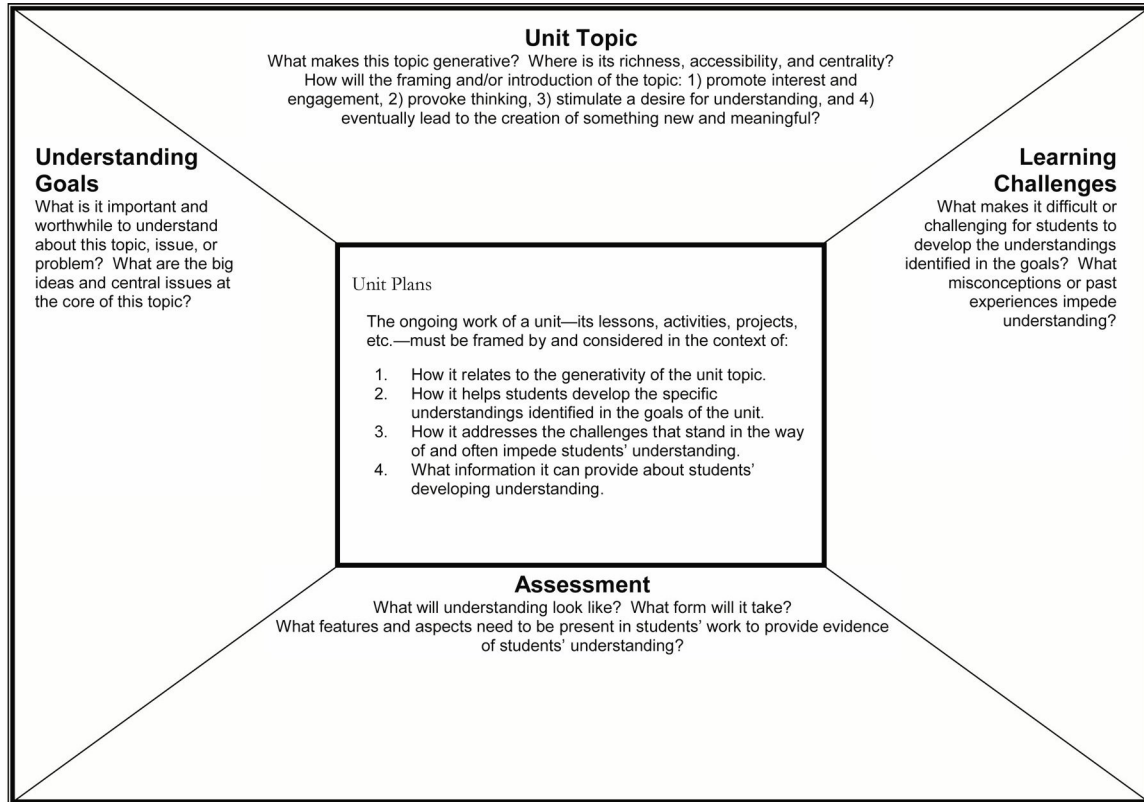 Unit Topic
What makes this topic generative? Where is its richness, accessibility, and centrality?
How will the framing and/or introduction of the topic: 1) promote interest and
engagement, 2) provoke thinking, 3) stimulate a desire for understanding, and 4)
eventually lead to the creation of something new and meaningful?
Understanding
Goals
What is it important and
worthwhile to understand
about this topic, issue, or
problem? What are the big
ideas and central issues at
the core of this topic?
Learning
Challenges
What makes it difficult or
challenging for students to
develop the understandings
identified in the goals? What
misconceptions or past
experiences impede
understanding?
Unit Plans
The ongoing work of a unit—its lessons, activities, projects,
etc.—must be framed by and considered in the context of:
1. How it relates to the generativity of the unit topic.
2. How it helps students develop the specific
understandings identified in the goals of the unit.
3. How it addresses the challenges that stand in the way
of and often impede students’ understanding.
4. What information it can provide about students’
developing understanding.
Assessment
What will understanding look like? What form will it take?
What features and aspects need to be present in students’ work to provide evidence
of students’ understanding?